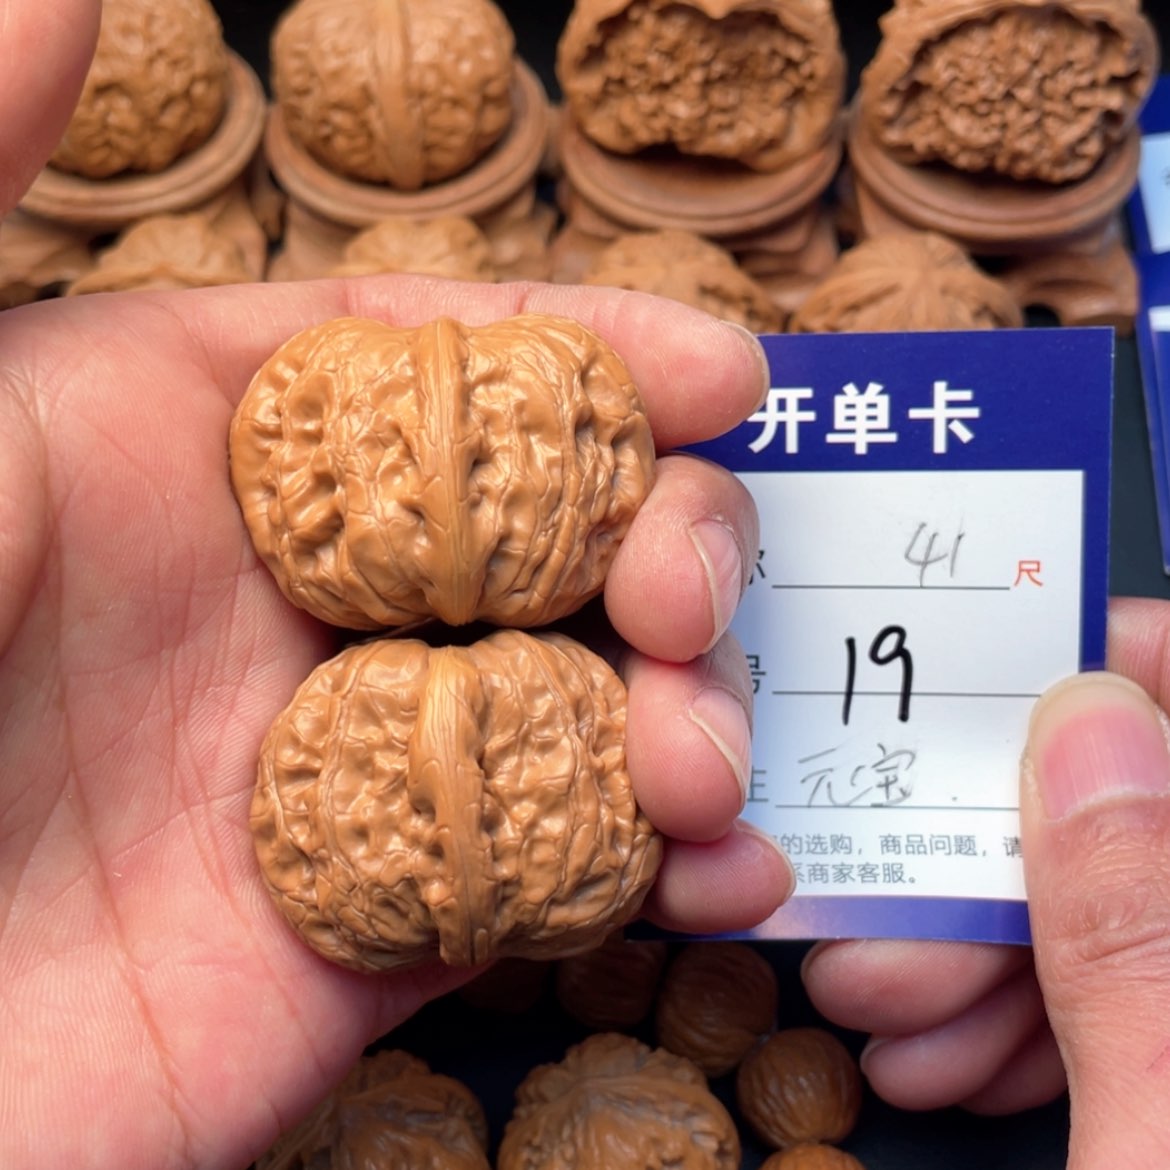 开单卡
41 尺
号 19
元宝
的选购，商品问题，请
系商家客服。